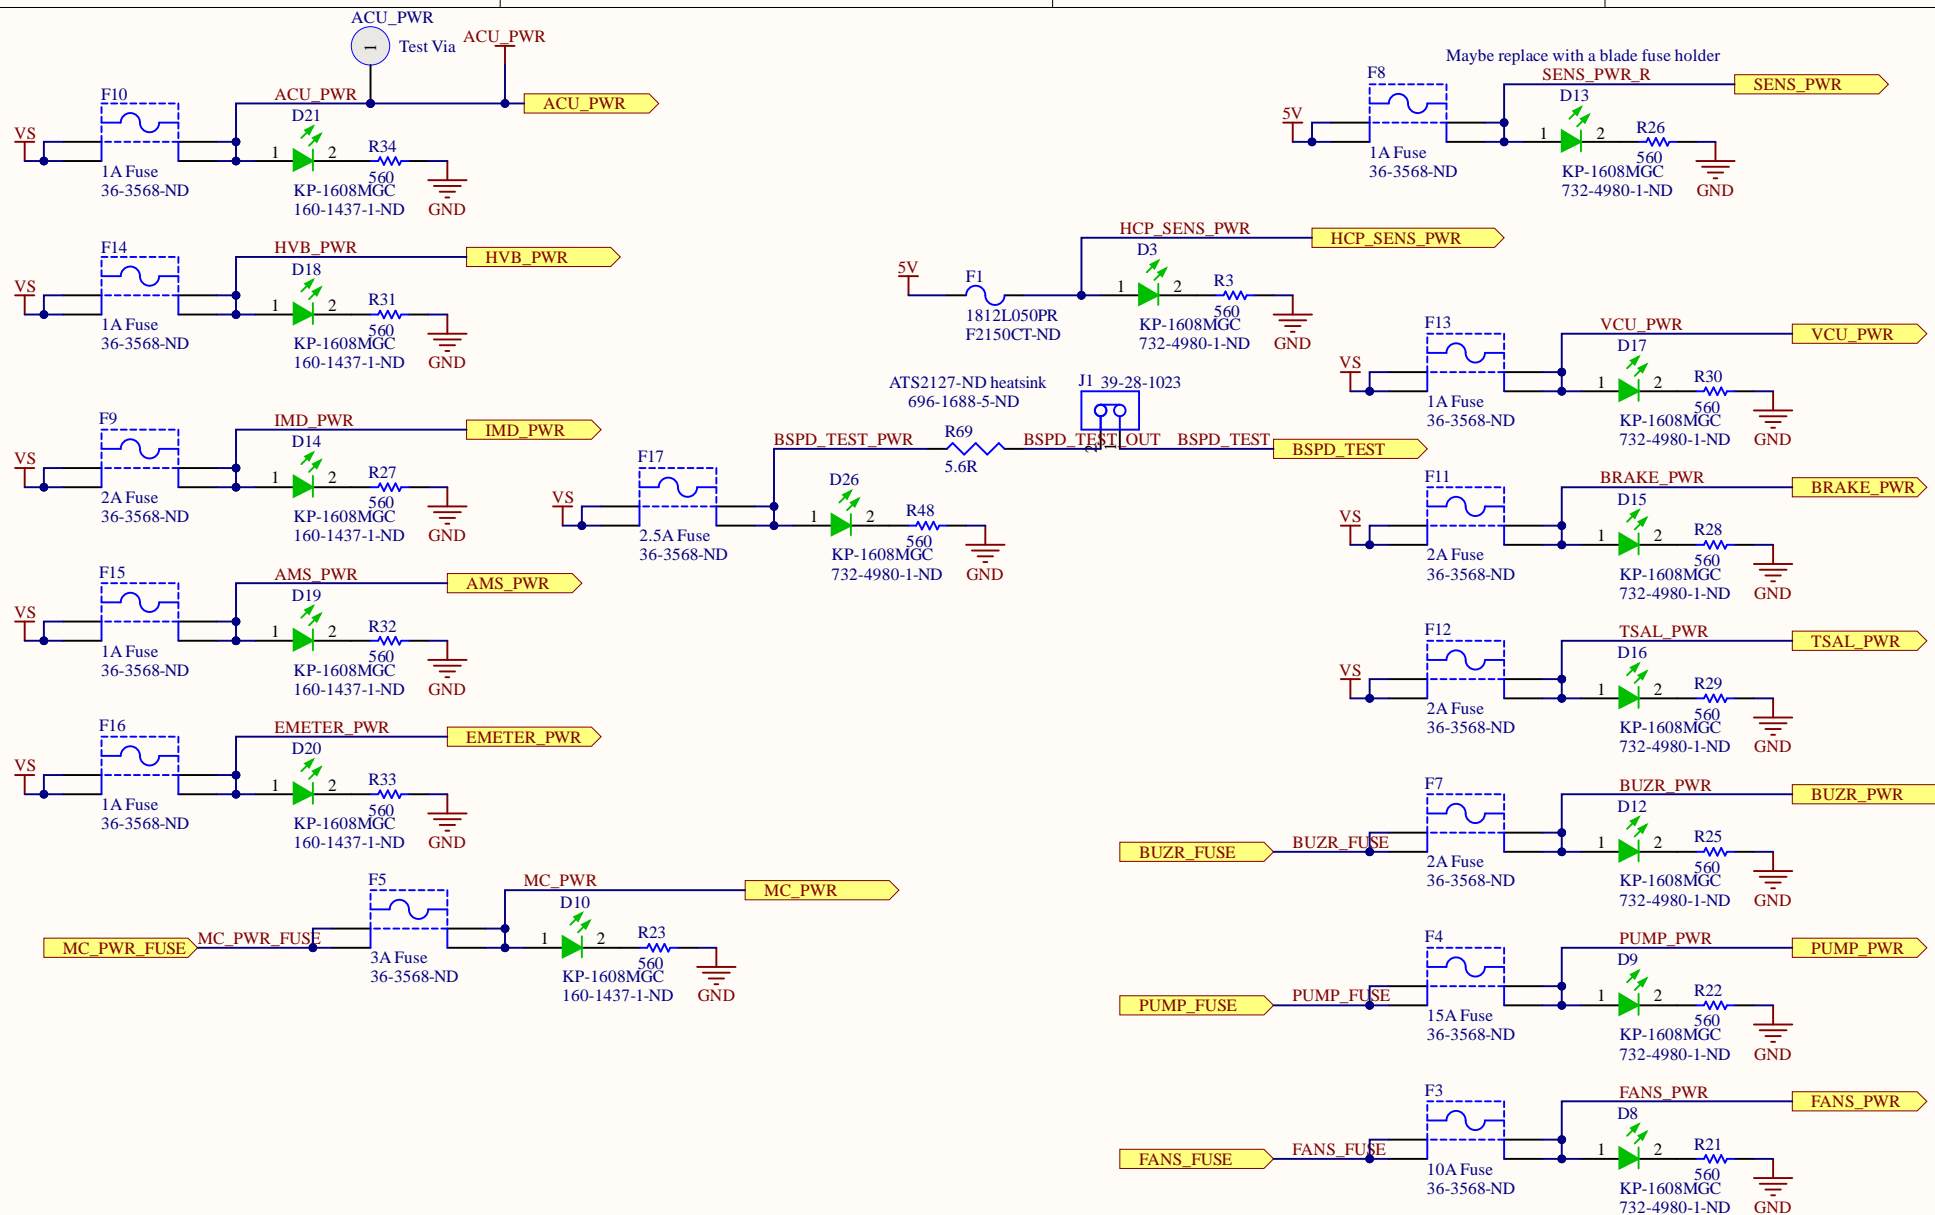 ACU_PWR
1
Test Via
ACU_PWR
F10
ACU_PWR
ACU_PWR
D21
VS
1
2
R34
560
1A Fuse
36-3568-ND
KP-1608MGC
160-1437-1-ND
GND
F14
HVB_PWR
HVB_PWR
D18
VS
1
2
R31
560
1A Fuse
36-3568-ND
KP-1608MGC
160-1437-1-ND
GND
F9
IMD_PWR
IMD_PWR
D14
VS
1
2
R27
560
2A Fuse
36-3568-ND
KP-1608MGC
160-1437-1-ND
GND
F15
AMS_PWR
AMS_PWR
D19
VS
1
2
R32
560
1A Fuse
36-3568-ND
KP-1608MGC
160-1437-1-ND
GND
F16
EMETER_PWR
EMETER_PWR
D20
VS
1
2
R33
560
1A Fuse
36-3568-ND
KP-1608MGC
160-1437-1-ND
GND
F5
MC_PWR
MC_PWR
D10
MC_PWR_FUSE
MC_PWR_FUSE
1
2
R23
560
3A Fuse
36-3568-ND
KP-1608MGC
160-1437-1-ND
GND
Maybe replace with a blade fuse holder
F8
SENS_PWR_R
SENS_PWR
D13
5V
1
2
R26
560
1A Fuse
36-3568-ND
KP-1608MGC
732-4980-1-ND
GND
HCP_SENS_PWR
HCP_SENS_PWR
D3
5V
F1
1
2
R3
560
1812L050PR
F2150CT-ND
KP-1608MGC
732-4980-1-ND
GND
ATS2127-ND heatsink
696-1688-5-ND
J1
39-28-1023
BSPD_TEST_PWR
R69
5.6R
BSPD_TEST_OUT
2
1
BSPD_TEST
BSPD_TEST
F17
D26
VS
1
2
R48
560
2.5A Fuse
36-3568-ND
KP-1608MGC
732-4980-1-ND
GND
F13
VCU_PWR
VCU_PWR
D17
VS
1
2
R30
560
1A Fuse
36-3568-ND
KP-1608MGC
732-4980-1-ND
GND
F11
BRAKE_PWR
BRAKE_PWR
D15
VS
1
2
R28
560
2A Fuse
36-3568-ND
KP-1608MGC
732-4980-1-ND
GND
F12
TSAL_PWR
TSAL_PWR
D16
VS
1
2
R29
560
2A Fuse
36-3568-ND
KP-1608MGC
732-4980-1-ND
GND
F7
BUZR_PWR
BUZR_PWR
D12
BUZR_FUSE
BUZR_FUSE
1
2
R25
560
2A Fuse
36-3568-ND
KP-1608MGC
732-4980-1-ND
GND
F4
PUMP_PWR
PUMP_PWR
D9
PUMP_FUSE
PUMP_FUSE
1
2
R22
560
15A Fuse
36-3568-ND
KP-1608MGC
732-4980-1-ND
GND
F3
FANS_PWR
FANS_PWR
D8
FANS_FUSE
FANS_FUSE
1
2
R21
560
10A Fuse
36-3568-ND
KP-1608MGC
732-4980-1-ND
GND